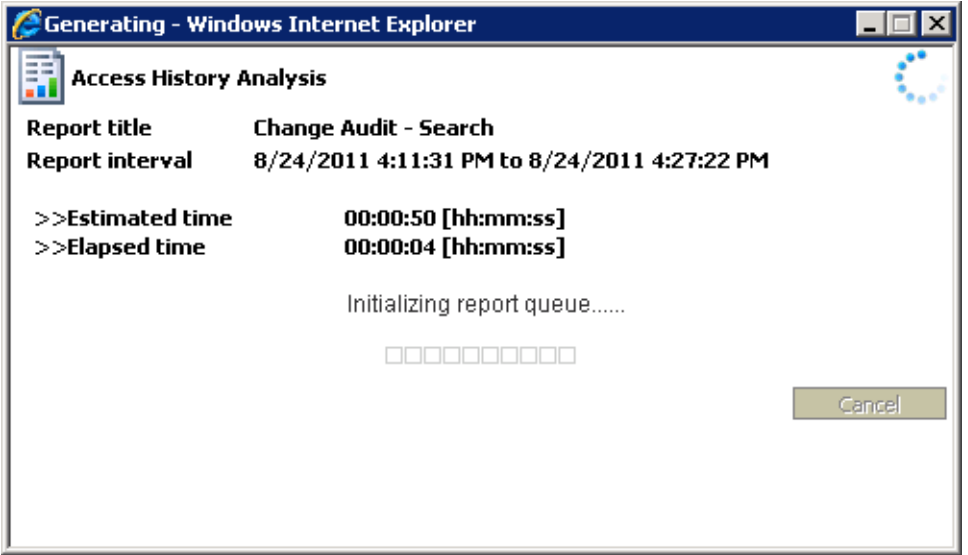 Generating - Windows Internet Explorer
Access History Analysis
Report title Change Audit - Search
Report interval 8/24/2011 4:11:31 PM to 8/24/2011 4:27:22 PM
>>Estimated time 00:00:50 [hh:mm:ss]
>>Elapsed time 00:00:04 [hh:mm:ss]
Initializing report queue......
Cancel